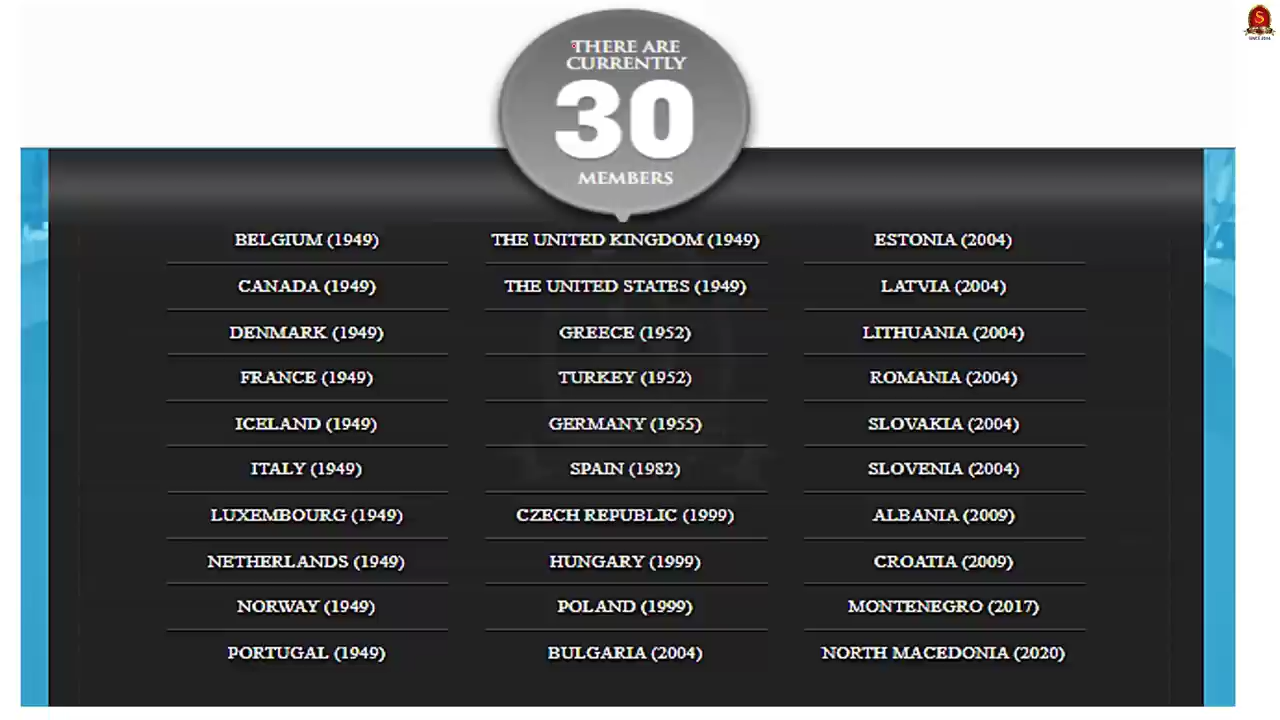 THERE ARE
CURRENTLY
30
MEMBERS
S
SINCE 2004
BELGIUM (1949)
CANADA (1949)
DENMARK (1949)
FRANCE (1949)
ICELAND (1949)
ITALY (1949)
LUXEMBOURG (1949)
NETHERLANDS (1949)
NORWAY (1949)
PORTUGAL (1949)
THE UNITED KINGDOM (1949)
THE UNITED STATES (1949)
GREECE (1952)
TURKEY (1952)
GERMANY (1955)
SPAIN (1982)
CZECH REPUBLIC (1999)
HUNGARY (1999)
POLAND (1999)
BULGARIA (2004)
ESTONIA (2004)
LATVIA (2004)
LITHUANIA (2004)
ROMANIA (2004)
SLOVAKIA (2004)
SLOVENIA (2004)
ALBANIA (2009)
CROATIA (2009)
MONTENEGRO (2017)
NORTH MACEDONIA (2020)